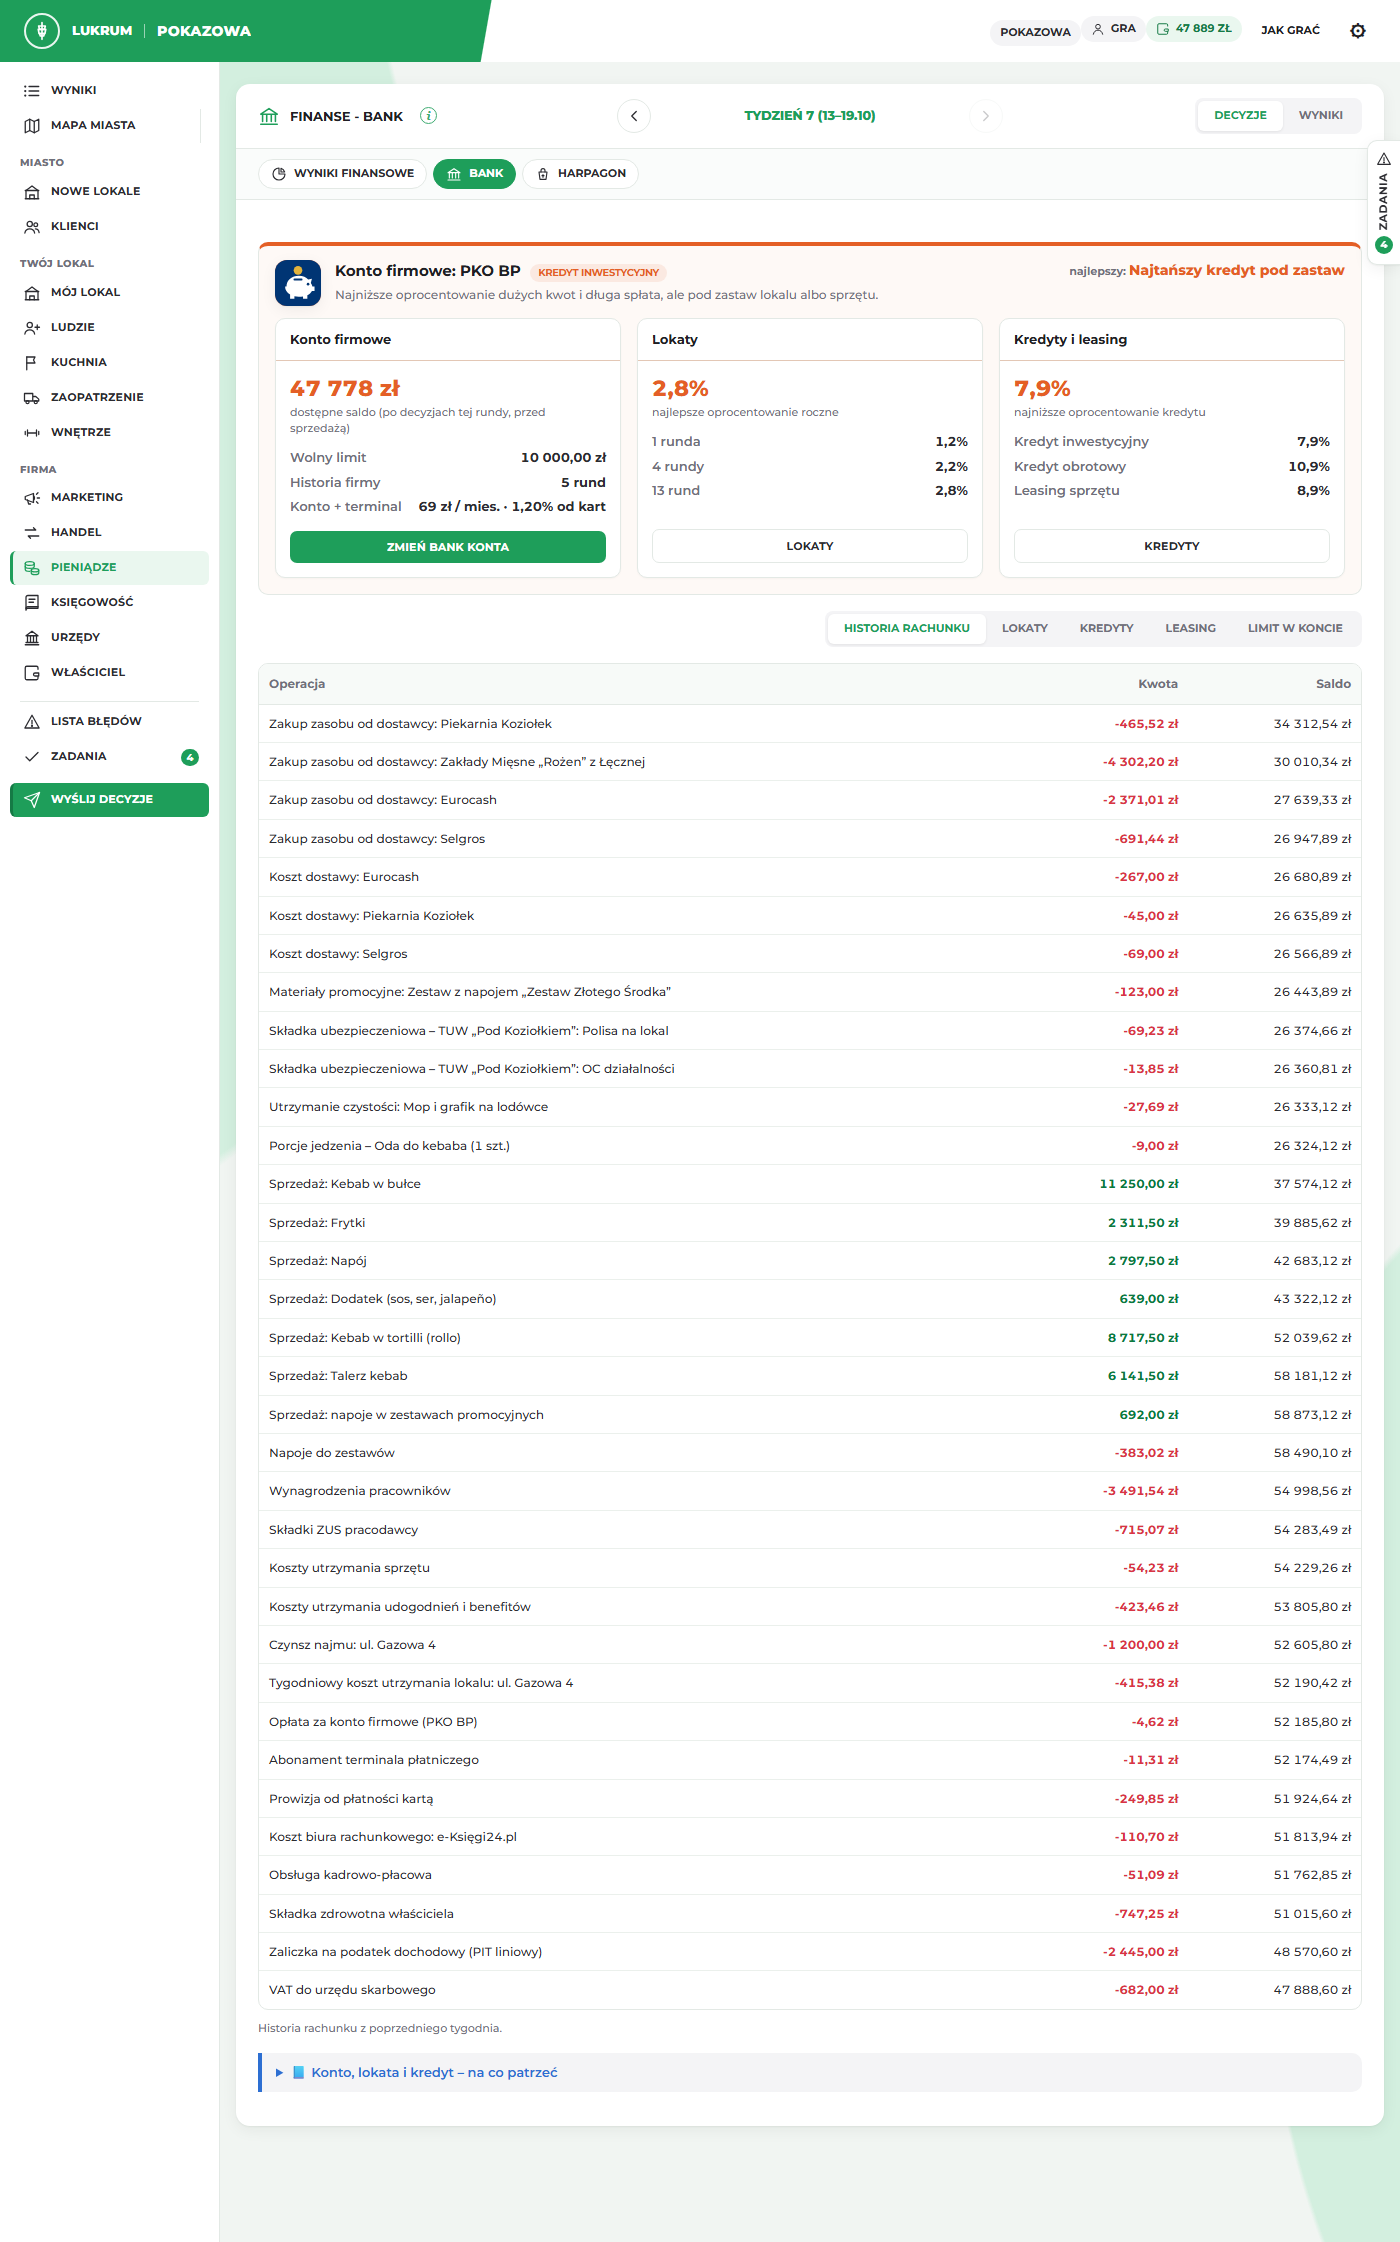 LUKRUM | POKAZOWA
POKAZOWA
GRA
47 889 ZŁ
JAK GRAĆ
WYNIKI
MAPA MIASTA
MIASTO
NOWE LOKALE
KLIENCI
TWÓJ LOKAL
MÓJ LOKAL
LUDZIE
KUCHNIA
ZAOPATRZENIE
WNĘTRZE
FIRMA
MARKETING
HANDEL
PIENIĄDZE
KSIĘGOWOŚĆ
URZĘDY
WŁAŚCICIEL
LISTA BŁĘDÓW
ZADANIA 4
WYŚLIJ DECYZJE
FINANSE - BANK i
TYDZIEŃ 7 (13–19.10)
DECYZJE WYNIKI
WYNIKI FINANSOWE BANK HARPAGON
ZADANIA 4
Konto firmowe: PKO BP KREDYT INWESTYCYJNY
najlepszy: Najtańszy kredyt pod zastaw
Najniższe oprocentowanie dużych kwot i długa spłata, ale pod zastaw lokalu albo sprzętu.
Konto firmowe
47 778 zł
dostępne saldo (po decyzjach tej rundy, przed
sprzedażą)
Wolny limit 10 000,00 zł
Historia firmy 5 rund
Konto + terminal 69 zł / mies. · 1,20% od kart
ZMIEŃ BANK KONTA
Lokaty
2,8%
najlepsze oprocentowanie roczne
1 runda 1,2%
4 rundy 2,2%
13 rund 2,8%
LOKATY
Kredyty i leasing
7,9%
najniższe oprocentowanie kredytu
Kredyt inwestycyjny 7,9%
Kredyt obrotowy 10,9%
Leasing sprzętu 8,9%
KREDYTY
HISTORIA RACHUNKU LOKATY KREDYTY LEASING LIMIT W KONCIE
Operacja Kwota Saldo
Zakup zasobu od dostawcy: Piekarnia Koziołek -465,52 zł 34 312,54 zł
Zakup zasobu od dostawcy: Zakłady Mięsne „Rożen” z Łęcznej -4 302,20 zł 30 010,34 zł
Zakup zasobu od dostawcy: Eurocash -2 371,01 zł 27 639,33 zł
Zakup zasobu od dostawcy: Selgros -691,44 zł 26 947,89 zł
Koszt dostawy: Eurocash -267,00 zł 26 680,89 zł
Koszt dostawy: Piekarnia Koziołek -45,00 zł 26 635,89 zł
Koszt dostawy: Selgros -69,00 zł 26 566,89 zł
Materiały promocyjne: Zestaw z napojem „Zestaw Złotego Środka” -123,00 zł 26 443,89 zł
Składka ubezpieczeniowa – TUW „Pod Koziołkiem”: Polisa na lokal -69,23 zł 26 374,66 zł
Składka ubezpieczeniowa – TUW „Pod Koziołkiem”: OC działalności -13,85 zł 26 360,81 zł
Utrzymanie czystości: Mop i grafik na lodówce -27,69 zł 26 333,12 zł
Porcje jedzenia – Oda do kebaba (1 szt.) -9,00 zł 26 324,12 zł
Sprzedaż: Kebab w bułce 11 250,00 zł 37 574,12 zł
Sprzedaż: Frytki 2 311,50 zł 39 885,62 zł
Sprzedaż: Napój 2 797,50 zł 42 683,12 zł
Sprzedaż: Dodatek (sos, ser, jalapeño) 639,00 zł 43 322,12 zł
Sprzedaż: Kebab w tortilli (rollo) 8 717,50 zł 52 039,62 zł
Sprzedaż: Talerz kebab 6 141,50 zł 58 181,12 zł
Sprzedaż: napoje w zestawach promocyjnych 692,00 zł 58 873,12 zł
Napoje do zestawów -383,02 zł 58 490,10 zł
Wynagrodzenia pracowników -3 491,54 zł 54 998,56 zł
Składki ZUS pracodawcy -715,07 zł 54 283,49 zł
Koszty utrzymania sprzętu -54,23 zł 54 229,26 zł
Koszty utrzymania udogodnień i benefitów -423,46 zł 53 805,80 zł
Czynsz najmu: ul. Gazowa 4 -1 200,00 zł 52 605,80 zł
Tygodniowy koszt utrzymania lokalu: ul. Gazowa 4 -415,38 zł 52 190,42 zł
Opłata za konto firmowe (PKO BP) -4,62 zł 52 185,80 zł
Abonament terminala płatniczego -11,31 zł 52 174,49 zł
Prowizja od płatności kartą -249,85 zł 51 924,64 zł
Koszt biura rachunkowego: e-Księgi24.pl -110,70 zł 51 813,94 zł
Obsługa kadrowo-płacowa -51,09 zł 51 762,85 zł
Składka zdrowotna właściciela -747,25 zł 51 015,60 zł
Zaliczka na podatek dochodowy (PIT liniowy) -2 445,00 zł 48 570,60 zł
VAT do urzędu skarbowego -682,00 zł 47 888,60 zł
Historia rachunku z poprzedniego tygodnia.
Konto, lokata i kredyt – na co patrzeć